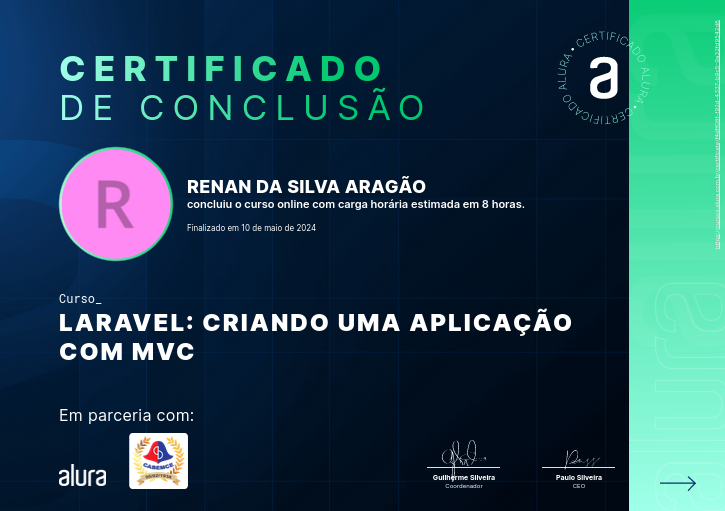 CERTIFICADO
DE CONCLUSÃO
CERTIFICADO ALURA • CERTIFICADO ALURA •
a
R
RENAN DA SILVA ARAGÃO
concluiu o curso online com carga horária estimada em 8 horas.
Finalizado em 10 de maio de 2024
Curso_
LARAVEL: CRIANDO UMA APLICAÇÃO
COM MVC
Em parceria com:
alura
CABEMCE
Guilherme Silveira
Coordenador
Paulo Silveira
CEO
alura